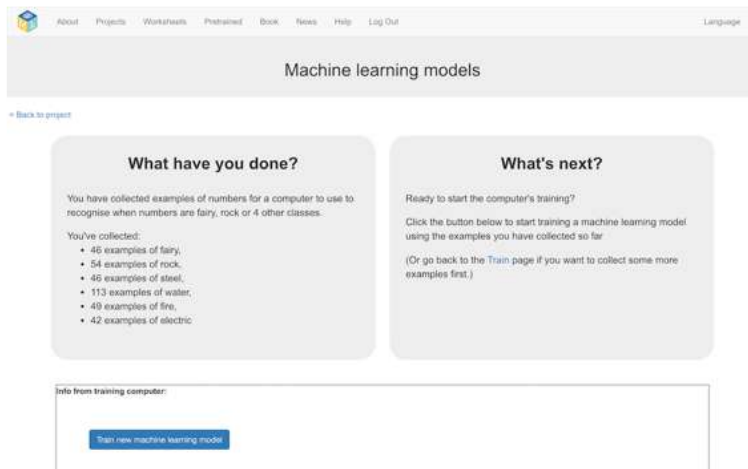 About Projects Worksheets Pretrained Book News Help Log Out Language
Machine learning models
< Back to project
What have you done?
You have collected examples of numbers for a computer to use to
recognise when numbers are fairy, rock or 4 other classes.
You've collected:
• 46 examples of fairy,
• 54 examples of rock,
• 46 examples of steel,
• 113 examples of water,
• 49 examples of fire,
• 42 examples of electric
What's next?
Ready to start the computer's training?
Click the button below to start training a machine learning model
using the examples you have collected so far
(Or go back to the Train page if you want to collect some more
examples first.)
Info from training computer:
Train new machine learning model